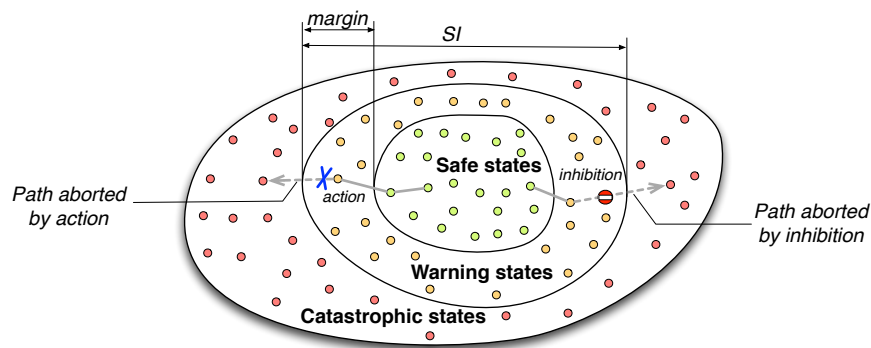 margin
SI
Safe states
inhibition
action
Path aborted
by action
Path aborted
by inhibition
Warning states
Catastrophic states